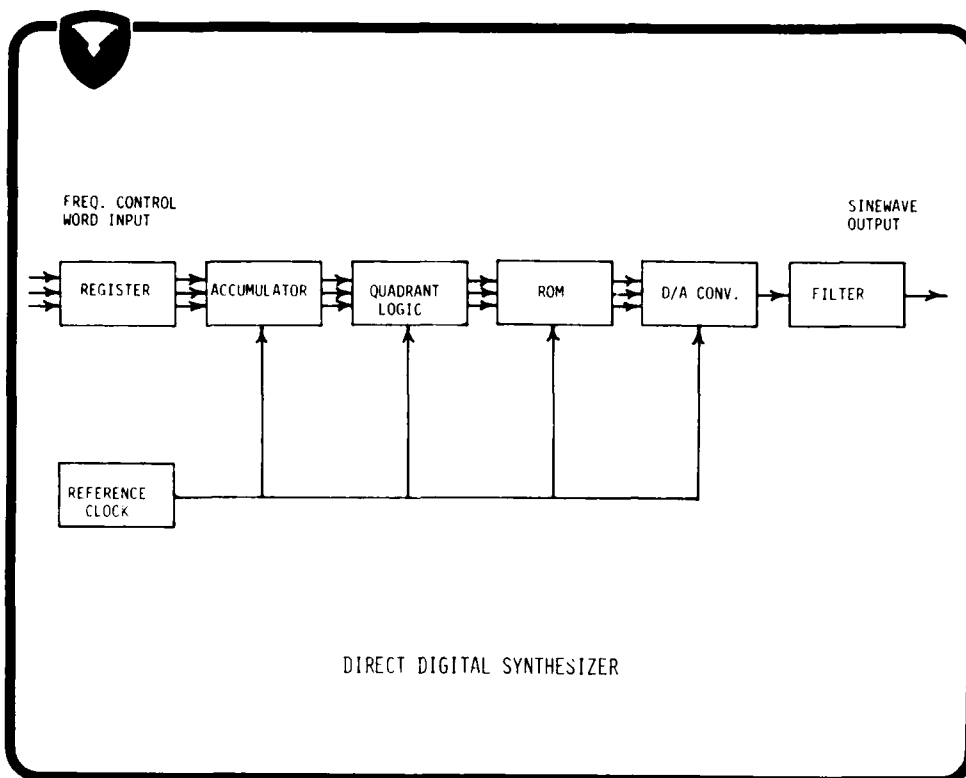 FREQ. CONTROL
WORD INPUT
SINEWAVE
OUTPUT
REGISTER
ACCUMULATOR
QUADRANT
LOGIC
ROM
D/A CONV.
FILTER
REFERENCE
CLOCK
DIRECT DIGITAL SYNTHESIZER